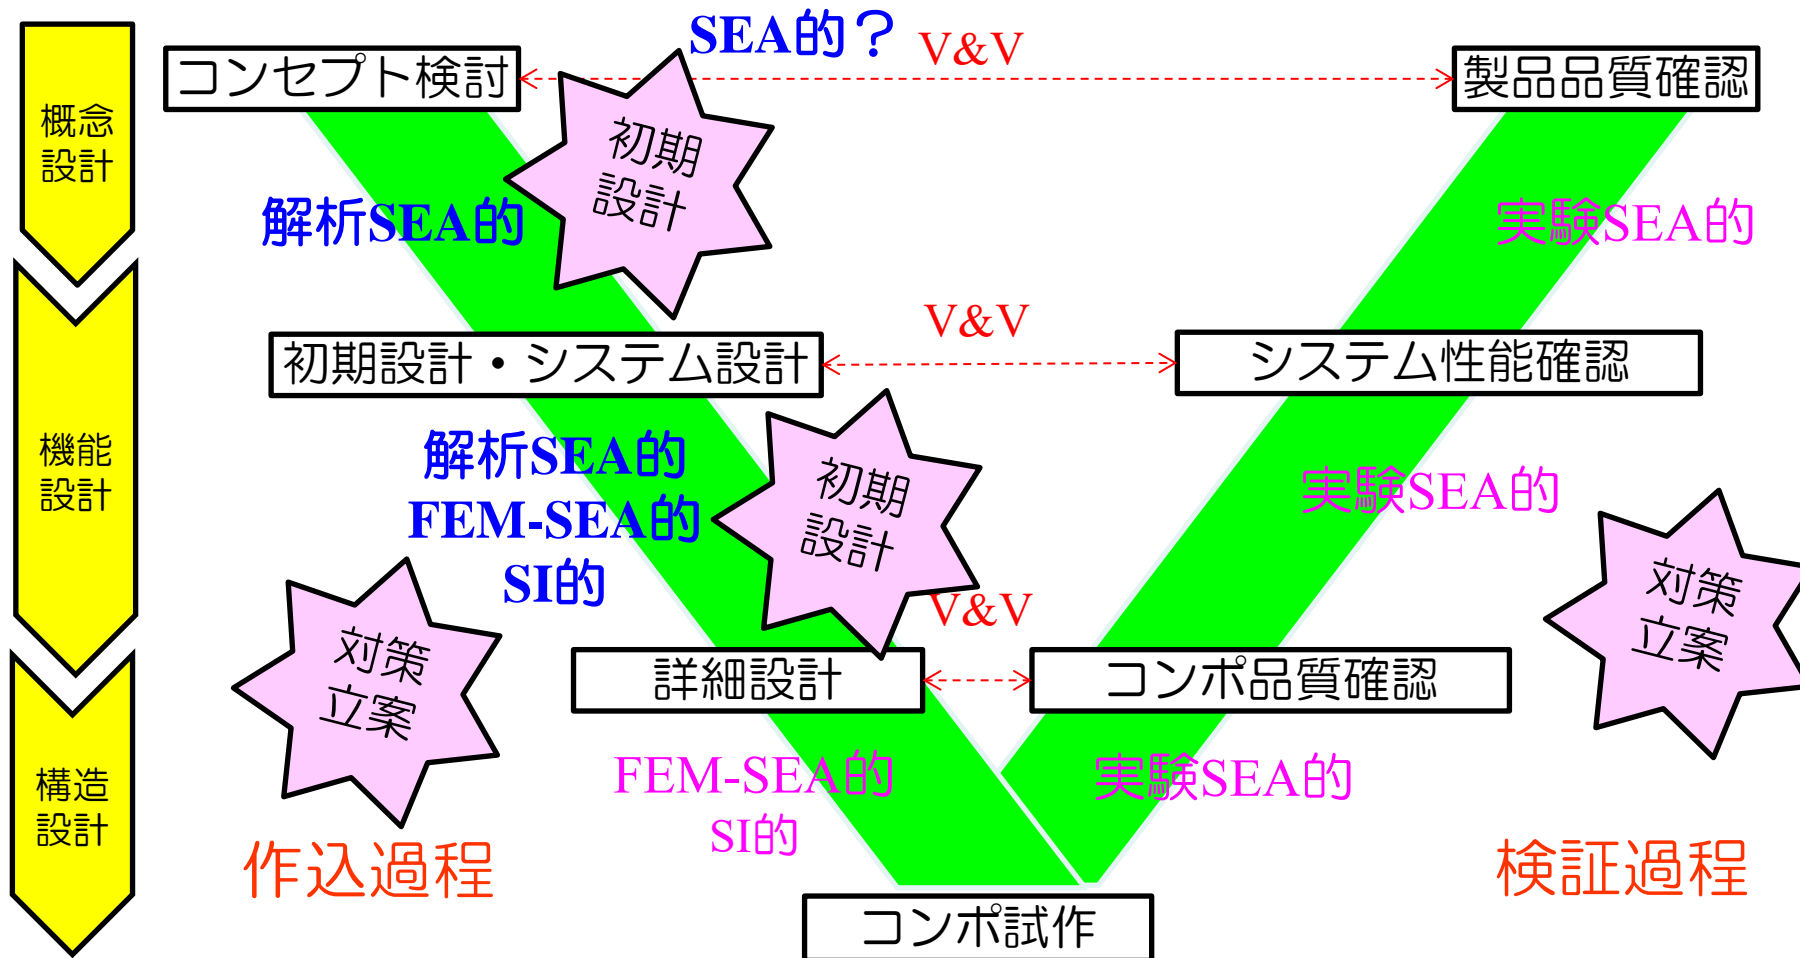 SEA的？
V&V
コンセプト検討
製品品質確認
概念
設計
初期
設計
解析SEA的
実験SEA的
V&V
初期設計・システム設計
システム性能確認
機能
設計
解析SEA的
FEM-SEA的
SI的
初期
設計
実験SEA的
対策
立案
V&V
対策
立案
詳細設計
コンポ品質確認
構造
設計
FEM-SEA的
SI的
実験SEA的
作込過程
検証過程
コンポ試作